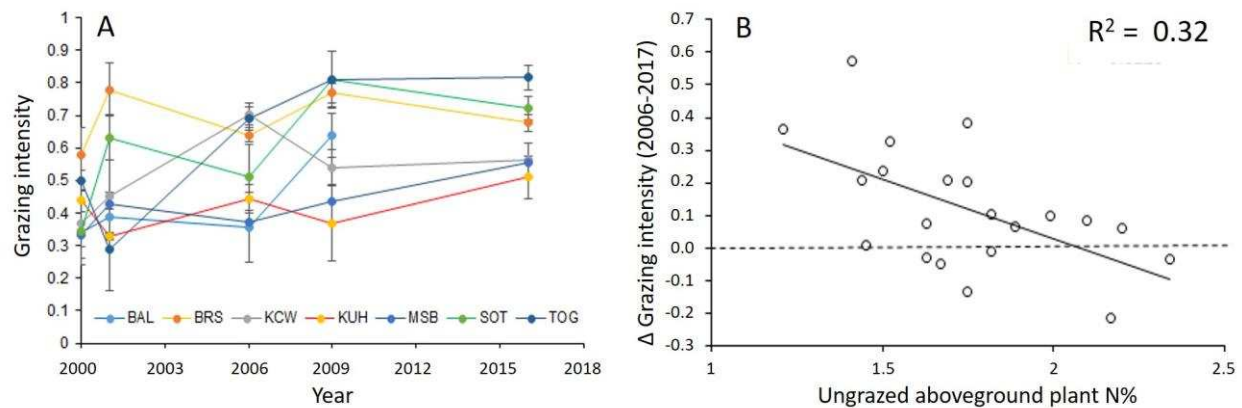 A
Grazing intensity
1
0.9
0.8
0.7
0.6
0.5
0.4
0.3
0.2
0.1
0
BAL BRS KCW KUH MSB SOT TOG
2000 2003 2006 2009 2012 2015 2018
Year
B
R² = 0.32
Δ Grazing intensity (2006-2017)
0.7
0.6
0.5
0.4
0.3
0.2
0.1
0.0
-0.1
-0.2
-0.3
1 1.5 2 2.5
Ungrazed aboveground plant N%